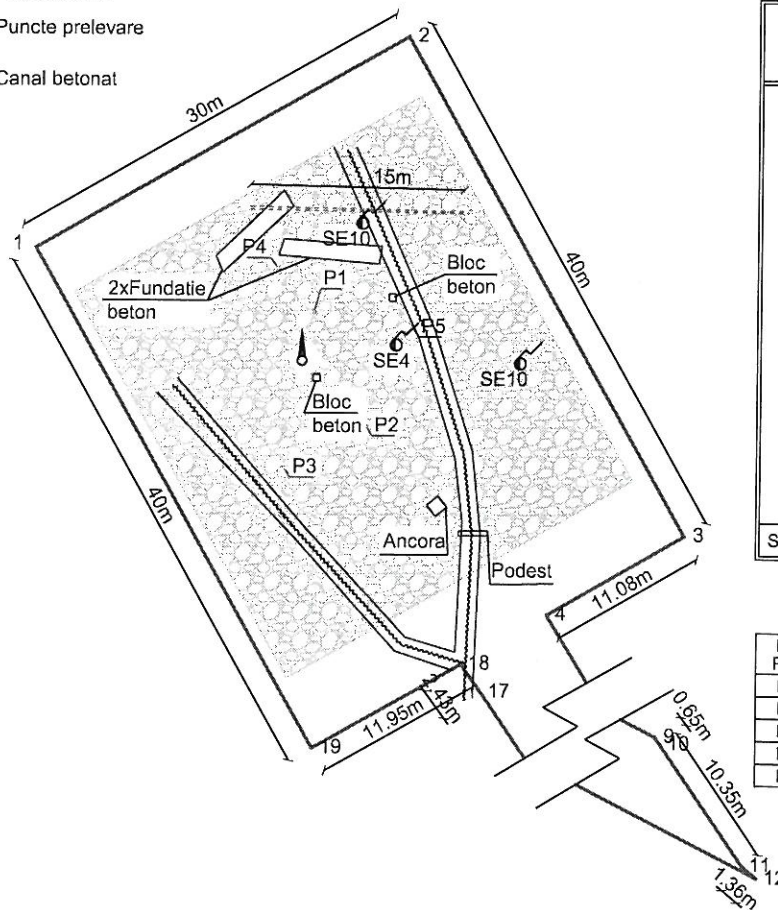 Puncte prelevare
Canal betonat
2
30m
15m
1
SE10
P4
40m
2xFundatie
beton
P1
Bloc
beton
P5
SE4
SE10
Bloc
beton
P2
P3
40m
Ancora
3
Podest
4
11.08m
18
17
2.43m
11.95m
19
0.65m
9
10
10.35m
11
12
1.36m